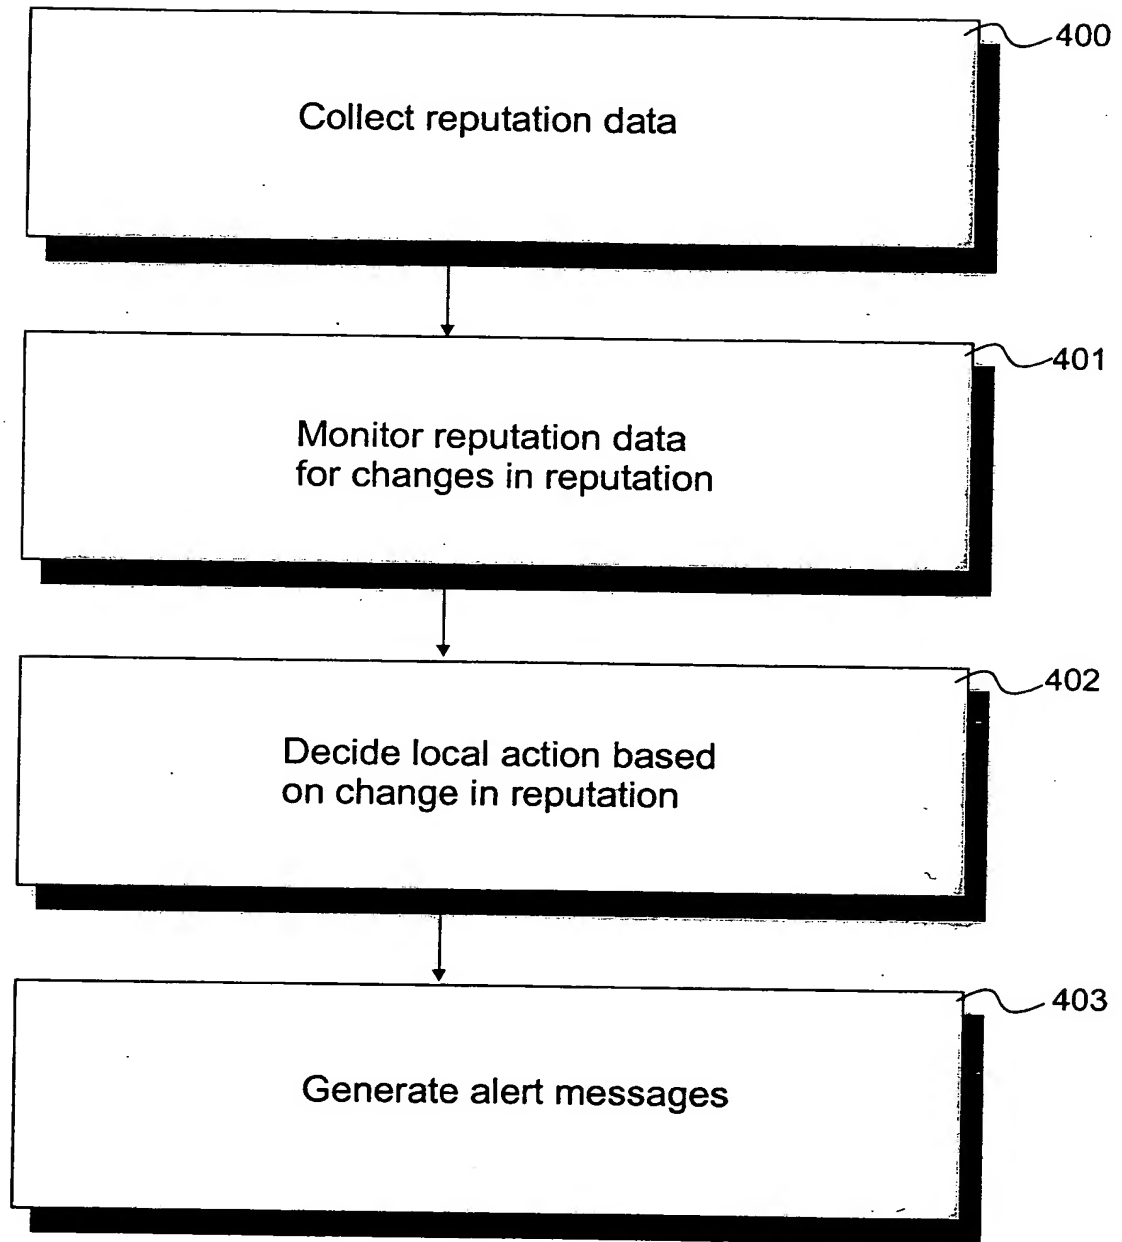 400
Collect reputation data
401
Monitor reputation data
for changes in reputation
402
Decide local action based
on change in reputation
403
Generate alert messages